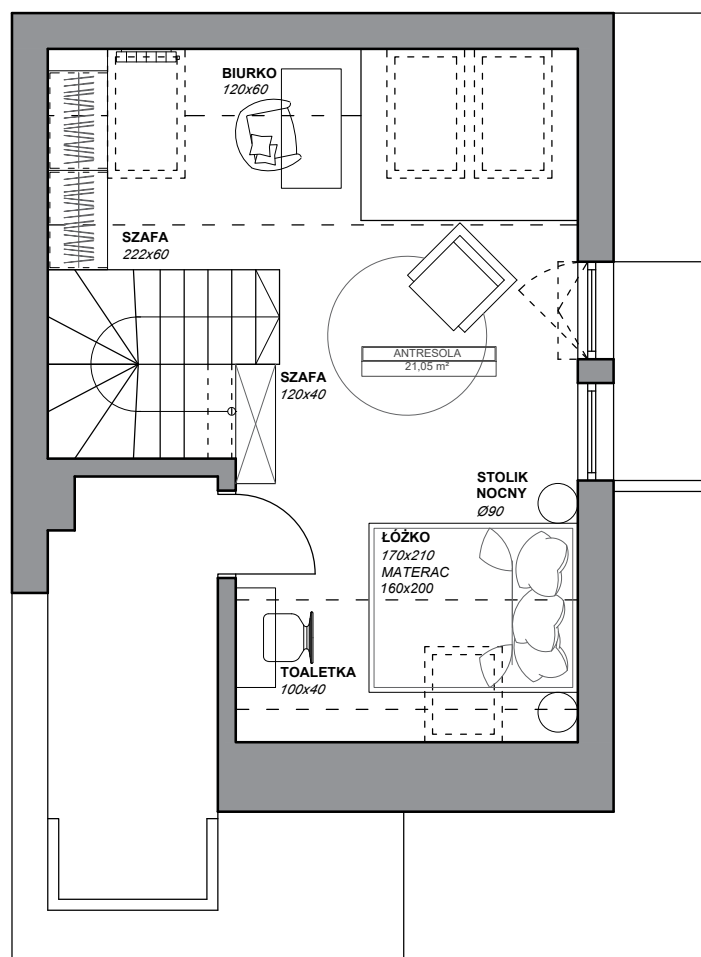 BIURKO
120x60
SZAFA
222x60
ANTRESOLA
21,05 m²
SZAFA
120x40
STOLIK
NOCNY
Ø90
ŁÓŻKO
170x210
MATERAC
160x200
TOALETKA
100x40